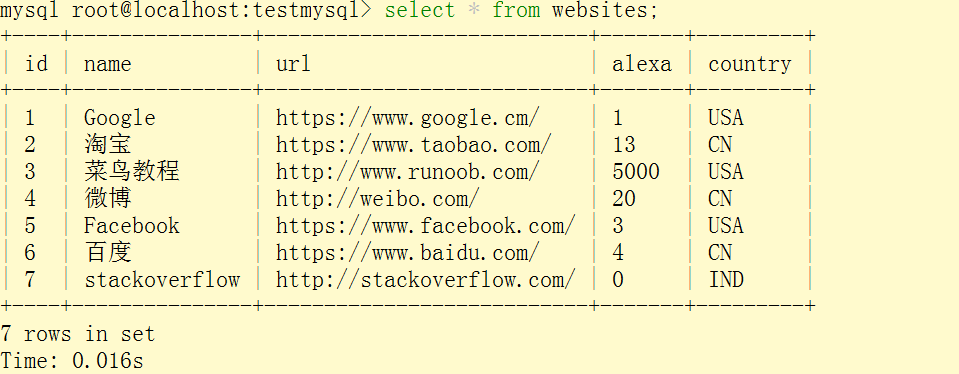 mysql root@localhost:testmysql> select * from websites;
+----+---------------+---------------------------+-------+---------+
| id | name          | url                       | alexa | country |
+----+---------------+---------------------------+-------+---------+
| 1  | Google        | https://www.google.cm/    | 1     | USA     |
| 2  | 淘宝          | https://www.taobao.com/   | 13    | CN      |
| 3  | 菜鸟教程      | http://www.runoob.com/    | 5000  | USA     |
| 4  | 微博          | http://weibo.com/         | 20    | CN      |
| 5  | Facebook      | https://www.facebook.com/ | 3     | USA     |
| 6  | 百度          | https://www.baidu.com/    | 4     | CN      |
| 7  | stackoverflow | http://stackoverflow.com/ | 0     | IND     |
+----+---------------+---------------------------+-------+---------+
7 rows in set
Time: 0.016s